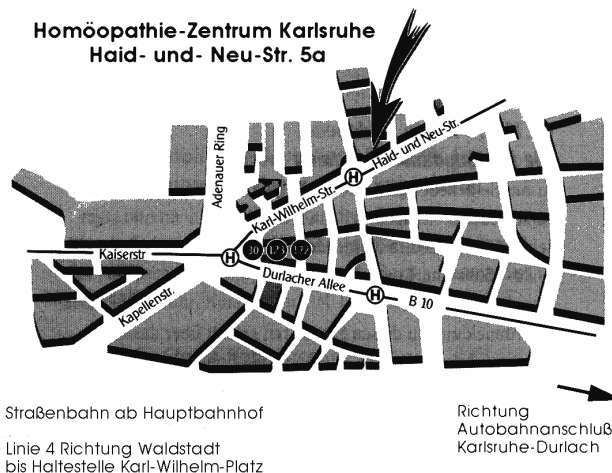 Homöopathie-Zentrum Karlsruhe
Haid- und- Neu-Str. 5a
Adenauer Ring
Haid- und Neu-Str.
Karl-Wilhelm-Str.
H
Kaiserstr
H
Durlacher Allee
H
B 10
Kapellenstr.
Straßenbahn ab Hauptbahnhof
Linie 4 Richtung Waldstadt
bis Haltestelle Karl-Wilhelm-Platz
Richtung
Autobahnanschluß
Karlsruhe-Durlach